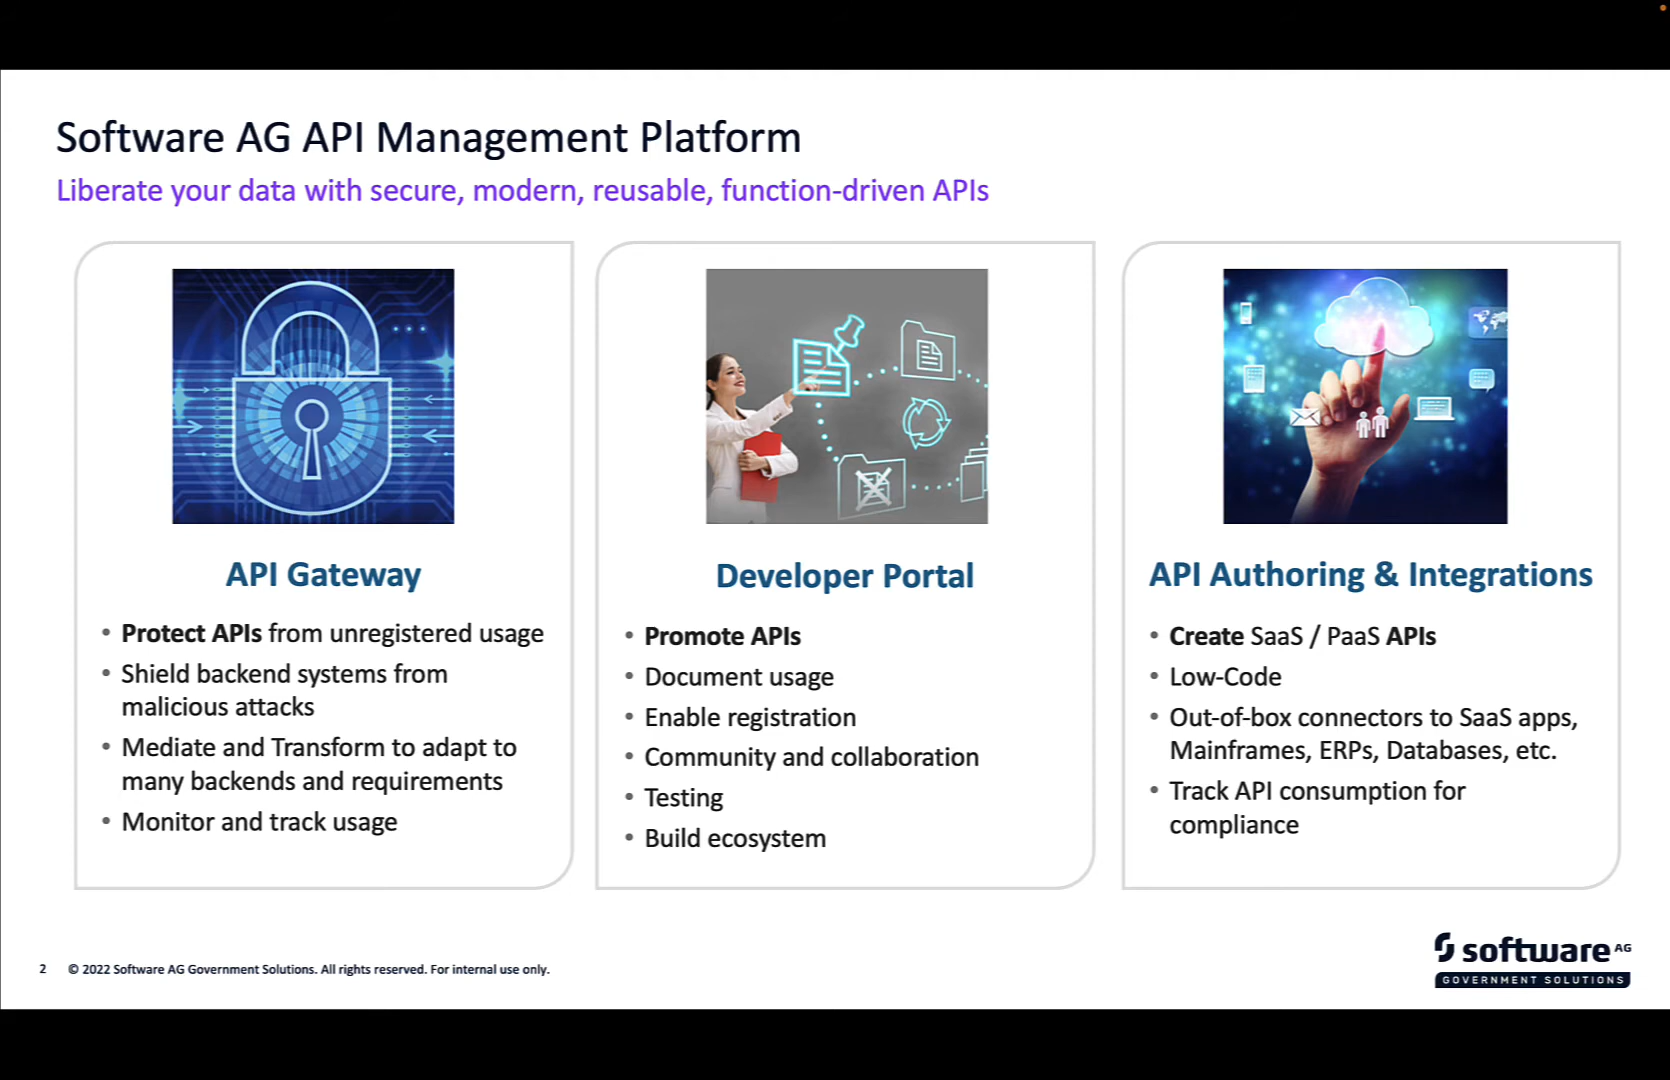 Software AG API Management Platform
Liberate your data with secure, modern, reusable, function-driven APIs
API Gateway
• Protect APIs from unregistered usage
• Shield backend systems from
malicious attacks
• Mediate and Transform to adapt to
many backends and requirements
• Monitor and track usage
Developer Portal
• Promote APIs
• Document usage
• Enable registration
• Community and collaboration
• Testing
• Build ecosystem
API Authoring & Integrations
• Create SaaS / PaaS APIs
• Low-Code
• Out-of-box connectors to SaaS apps,
Mainframes, ERPs, Databases, etc.
• Track API consumption for
compliance
2 © 2022 Software AG Government Solutions. All rights reserved. For internal use only.
software AG
GOVERNMENT SOLUTIONS